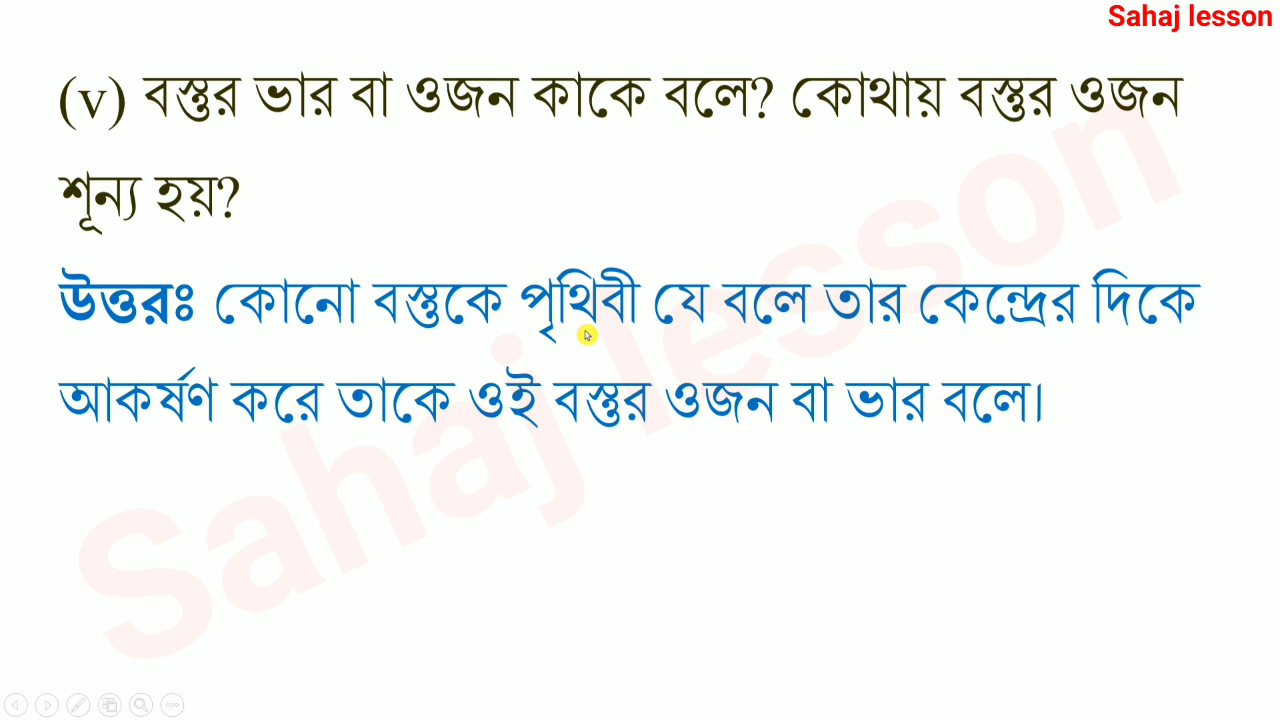 Sahaj lesson
(v) বস্তুর ভার বা ওজন কাকে বলে? কোথায় বস্তুর ওজন
শূন্য হয়?
উত্তরঃ কোনো বস্তুকে পৃথিবী যে বলে তার কেন্দ্রের দিকে
আকর্ষণ করে তাকে ওই বস্তুর ওজন বা ভার বলে।
Sahaj lesson